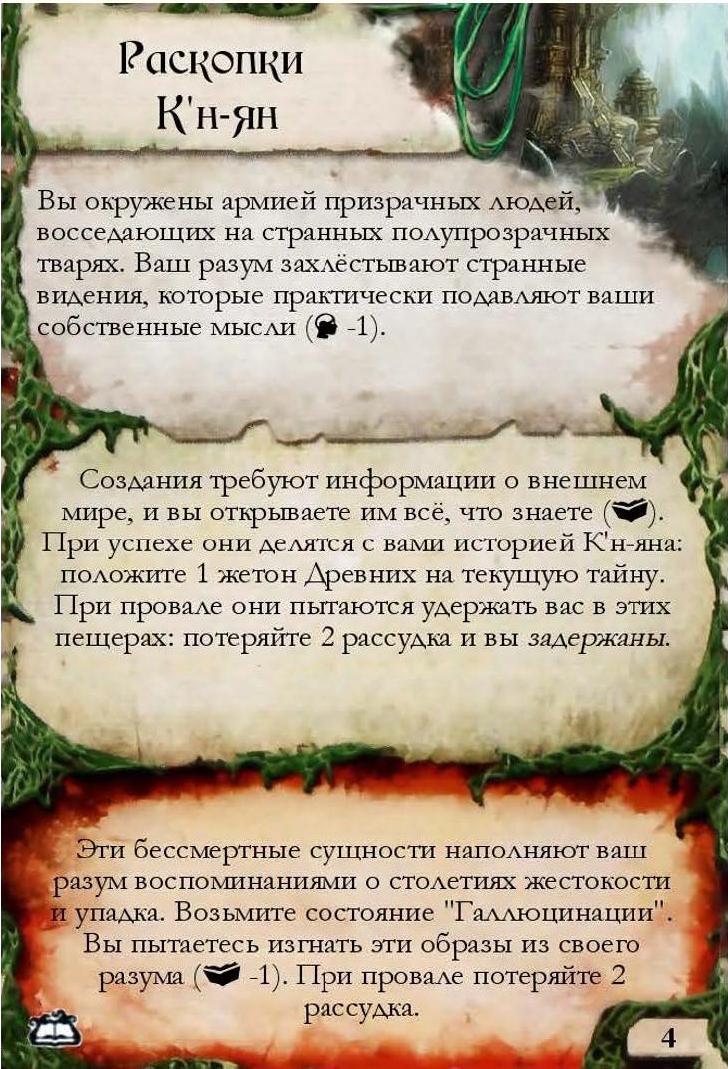 Раскопки
К'н-ян
Вы окружены армией призрачных людей,
восседающих на странных полупрозрачных
тварях. Ваш разум захлёстывают странные
видения, которые практически подавляют ваши
собственные мысли ( -1).
Создания требуют информации о внешнем
мире, и вы открываете им всё, что знаете ( ).
При успехе они делятся с вами историей К'н-яна:
положите 1 жетон Древних на текущую тайну.
При провале они пытаются удержать вас в этих
пещерах: потеряйте 2 рассудка и вы задержаны.
Эти бессмертные сущности наполняют ваш
разум воспоминаниями о столетиях жестокости
и упадка. Возьмите состояние "Галлюцинации".
Вы пытаетесь изгнать эти образы из своего
разума ( -1). При провале потеряйте 2
рассудка.
4